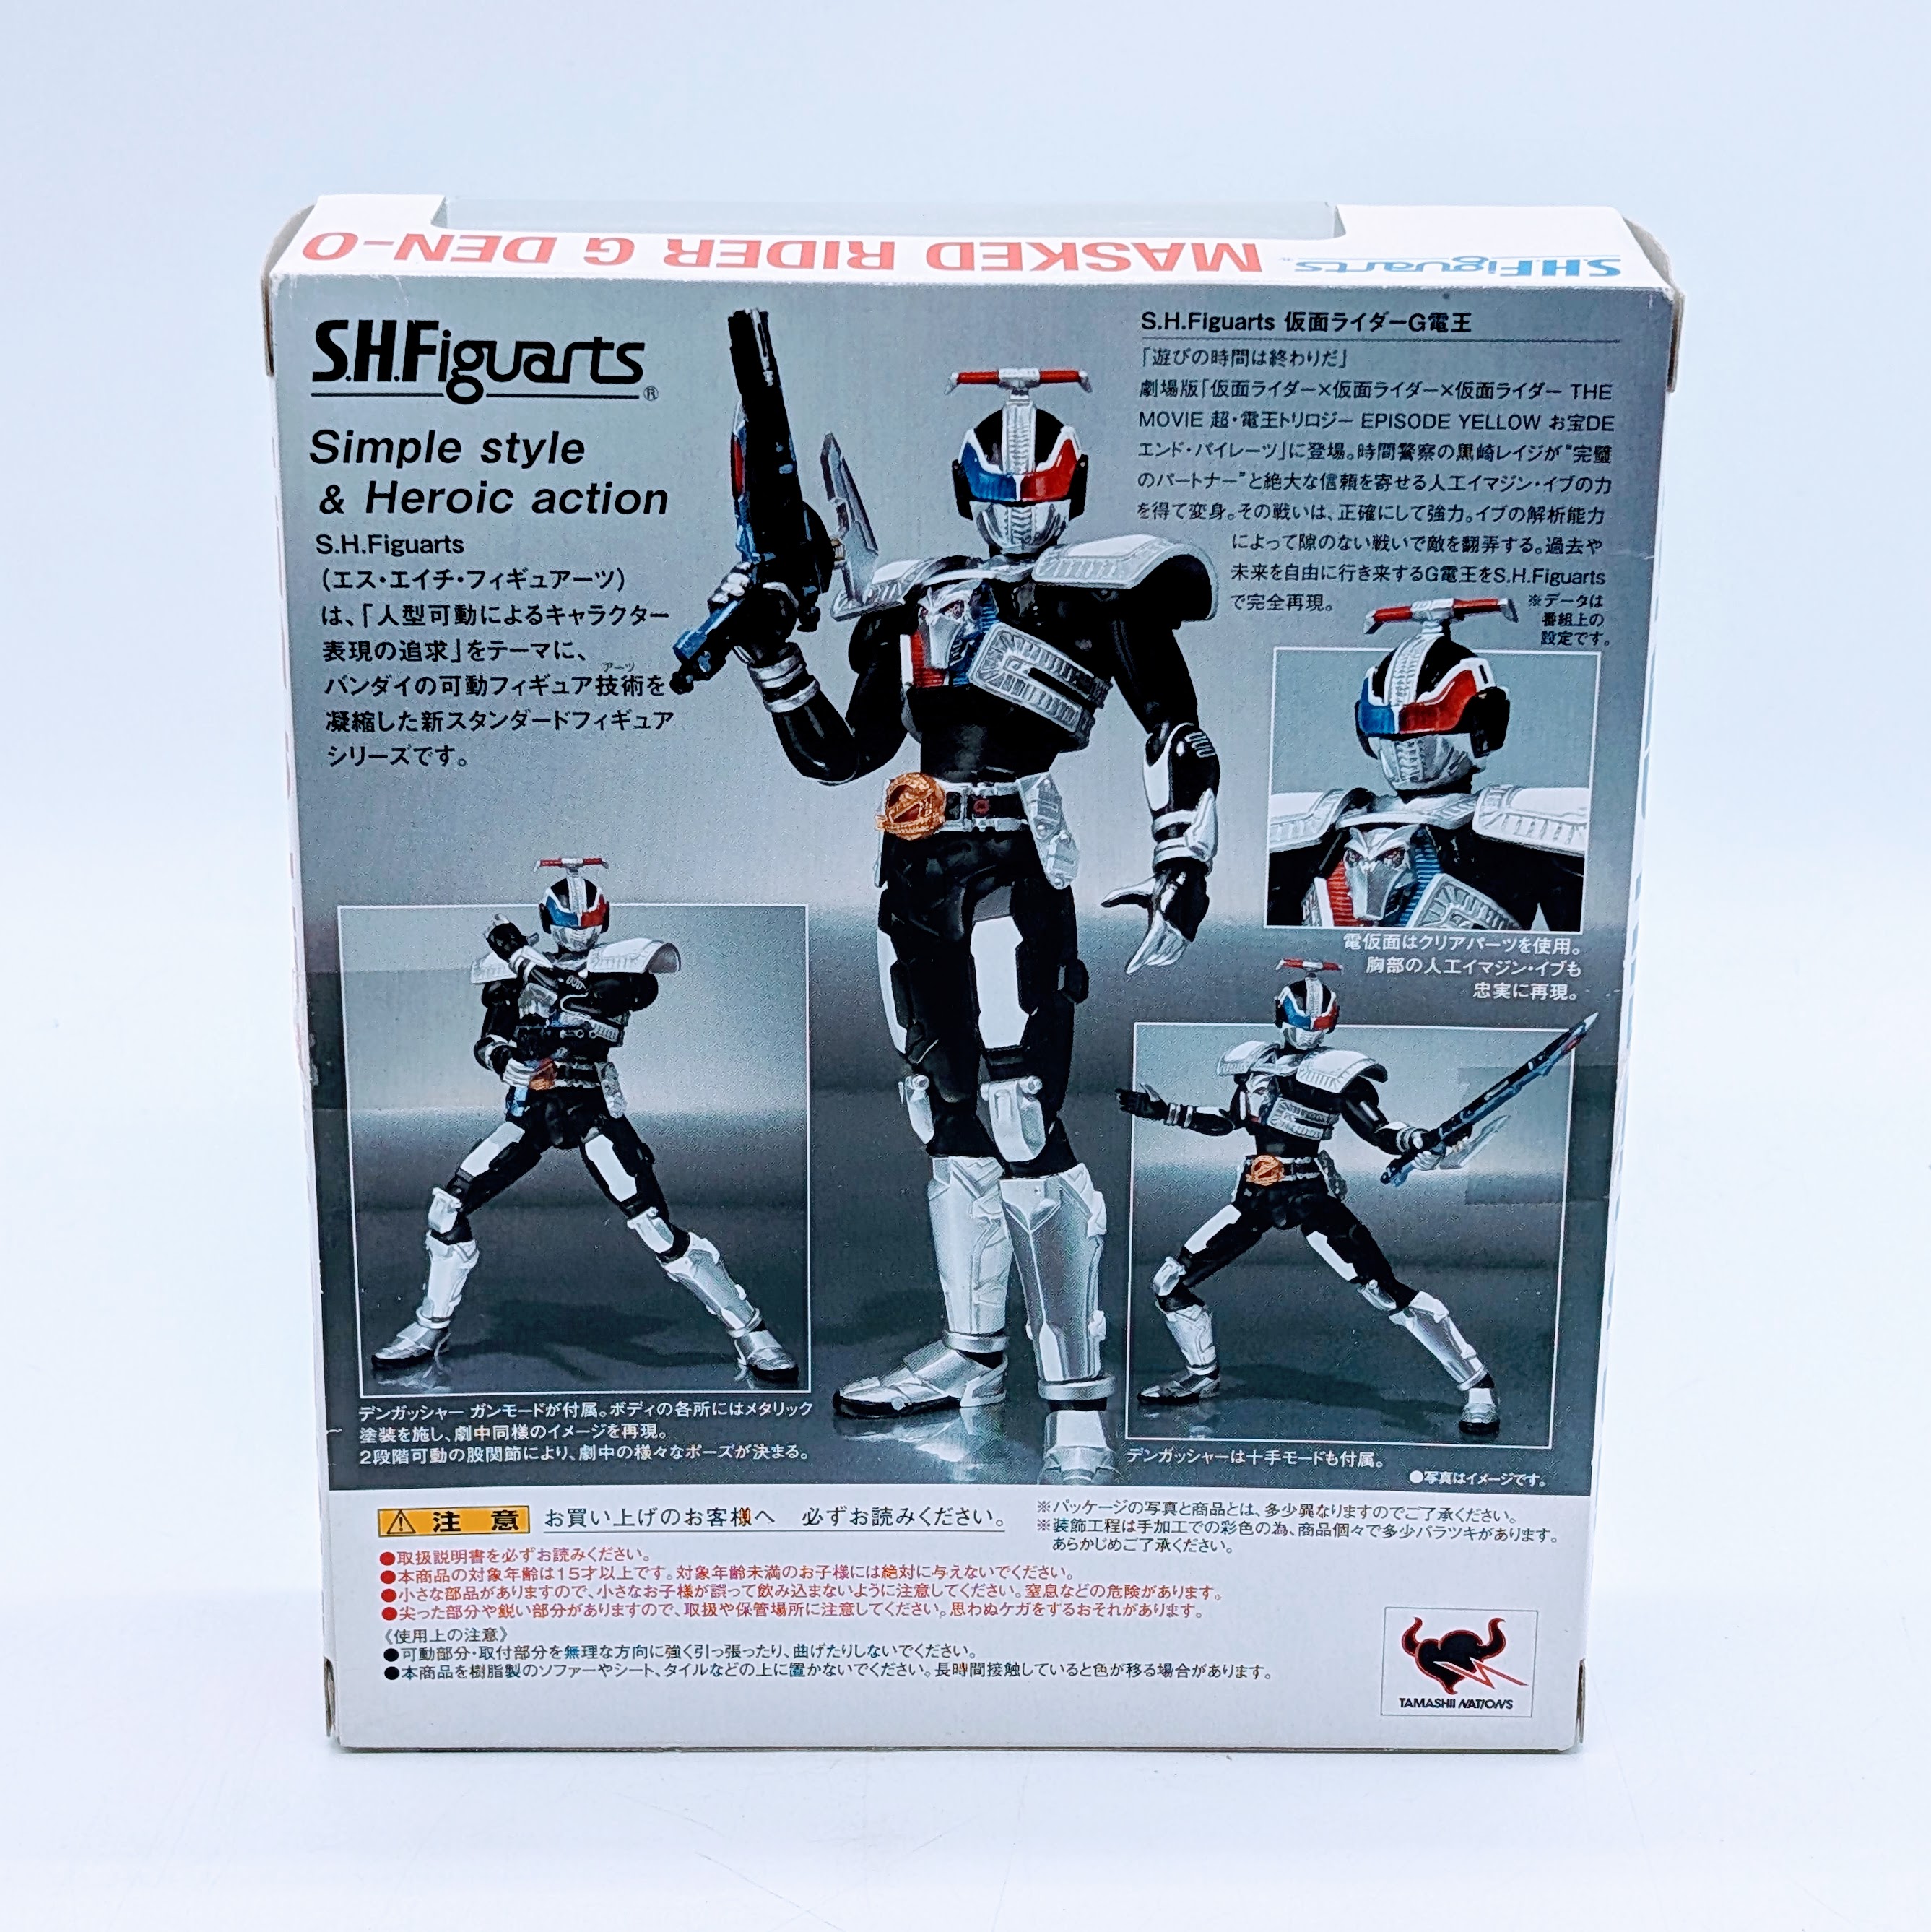 S.H.Figuarts MASKED RIDER G DEN-O
S.H.Figuarts®
Simple style
& Heroic action
S.H.Figuarts
(エス・エイチ・フィギュアーツ)
は、「人型可動によるキャラクター
表現の追求」をテーマに、
アーツ
バンダイの可動フィギュア技術を
凝縮した新スタンダードフィギュア
シリーズです。
S.H.Figuarts 仮面ライダーG電王
「遊びの時間は終わりだ」
劇場版「仮面ライダー×仮面ライダー×仮面ライダー THE
MOVIE 超・電王トリロジー EPISODE YELLOW お宝DE
エンド・パイレーツ」に登場。時間警察の黒崎レイジが“完璧
のパートナー”と絶大な信頼を寄せる人工イマジン・イブの力
を得て変身。その戦いは、正確にして強力。イブの解析能力
によって隙のない戦いで敵を翻弄する。過去や
未来を自由に行き来するG電王をS.H.Figuarts
で完全再現。
※データは
番組上の
設定です。
電仮面はクリアパーツを使用。
胸部の人工イマジン・イブも
忠実に再現。
デンガッシャー ガンモードが付属。ボディの各所にはメタリック
塗装を施し、劇中同様のイメージを再現。
2段階可動の股関節により、劇中の様々なポーズが決まる。
デンガッシャーは十手モードも付属。
●写真はイメージです。
⚠注意 お買い上げのお客様へ 必ずお読みください。
※パッケージの写真と商品とは、多少異なりますのでご了承ください。
※装飾工程は手加工での彩色の為、商品個々で多少バラツキがあります。
あらかじめご了承ください。
●取扱説明書を必ずお読みください。
●本商品の対象年齢は15才以上です。対象年齢未満のお子様には絶対に与えないでください。
●小さな部品がありますので、小さなお子様が誤って飲み込まないように注意してください。窒息などの危険があります。
●尖った部分や鋭い部分がありますので、取扱や保管場所に注意してください。思わぬケガをするおそれがあります。
《使用上の注意》
●可動部分・取付部分を無理な方向に強く引っ張ったり、曲げたりしないでください。
●本商品を樹脂製のソファーやシート、タイルなどの上に置かないでください。長時間接触していると色が移る場合があります。
TAMASHII NATIONS